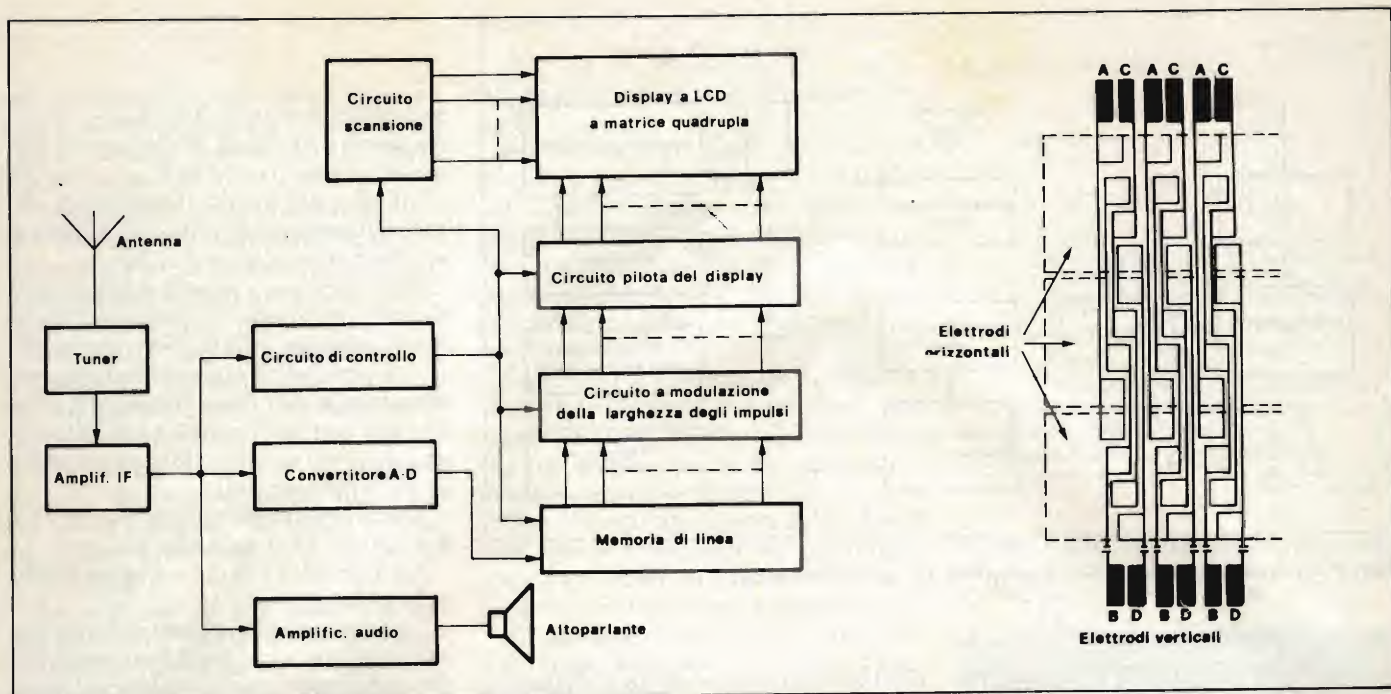 Circuito
scansione
Display a LCD
a matrice quadrupla
Antenna
Circuito pilota del display
Tuner
Circuito di controllo
Circuito a modulazione
della larghezza degli impulsi
Amplif. IF
Convertitore A-D
Memoria di linea
Amplific. audio
Altoparlante
A C A C A C
Elettrodi
orizzontali
B D B D B D
Elettrodi verticali